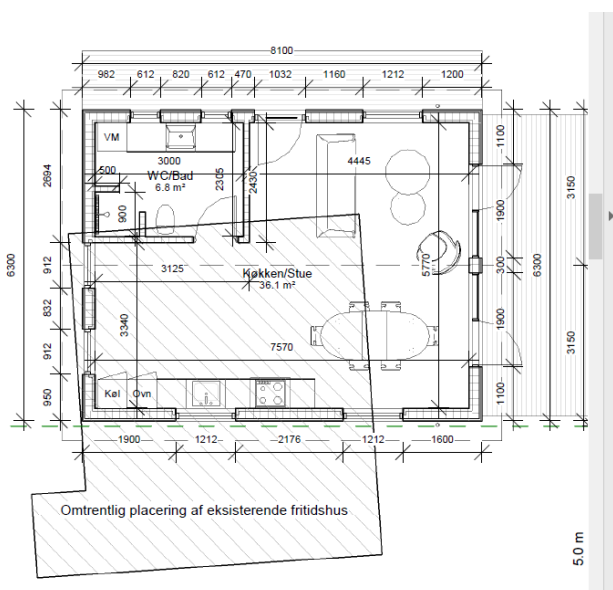 8100
982 612 820 612 470 1032 1160 1212 1200
VM
3000
500
WC/Bad
6.8 m²
2305
2430
4445
900
2694
912
832
912
950
6300
1100
1900
300
1900
1100
6300
3150
3150
3125
Køkken/Stue
36.1 m²
5770
3340
7570
Køl
Ovn
1900 1212 2176 1212 1600
Omtrentlig placering af eksisterende fritidshus
5.0 m